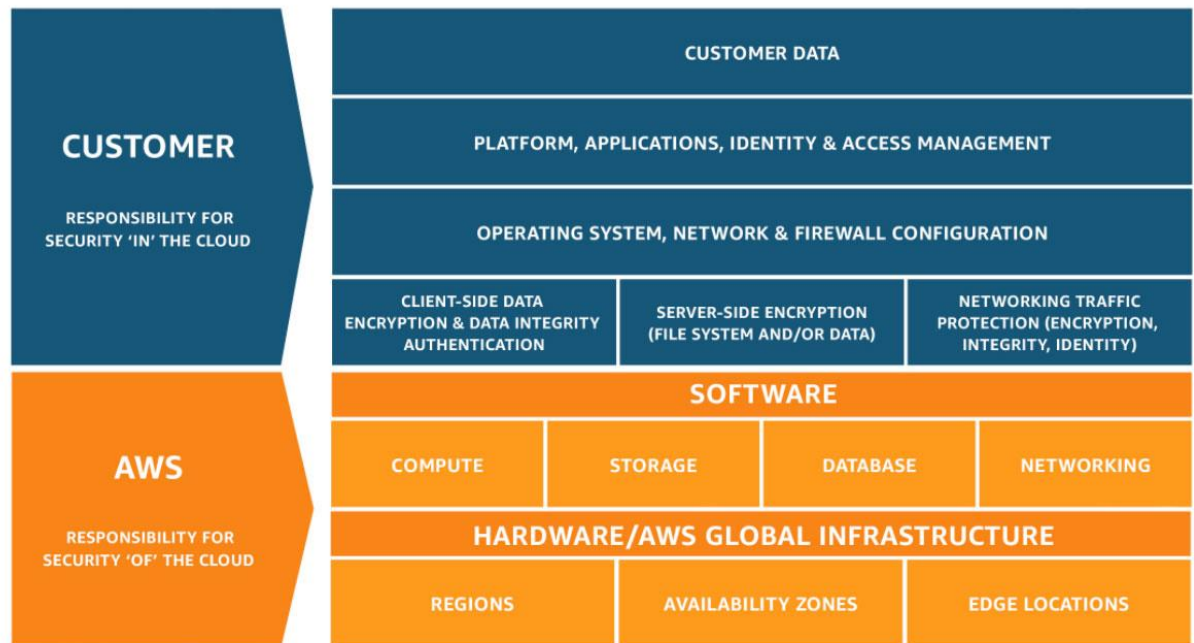 CUSTOMER
RESPONSIBILITY FOR
SECURITY ‘IN’ THE CLOUD
CUSTOMER DATA
PLATFORM, APPLICATIONS, IDENTITY & ACCESS MANAGEMENT
OPERATING SYSTEM, NETWORK & FIREWALL CONFIGURATION
CLIENT-SIDE DATA
ENCRYPTION & DATA INTEGRITY
AUTHENTICATION
SERVER-SIDE ENCRYPTION
(FILE SYSTEM AND/OR DATA)
NETWORKING TRAFFIC
PROTECTION (ENCRYPTION,
INTEGRITY, IDENTITY)
AWS
RESPONSIBILITY FOR
SECURITY ‘OF’ THE CLOUD
SOFTWARE
COMPUTE
STORAGE
DATABASE
NETWORKING
HARDWARE/AWS GLOBAL INFRASTRUCTURE
REGIONS
AVAILABILITY ZONES
EDGE LOCATIONS